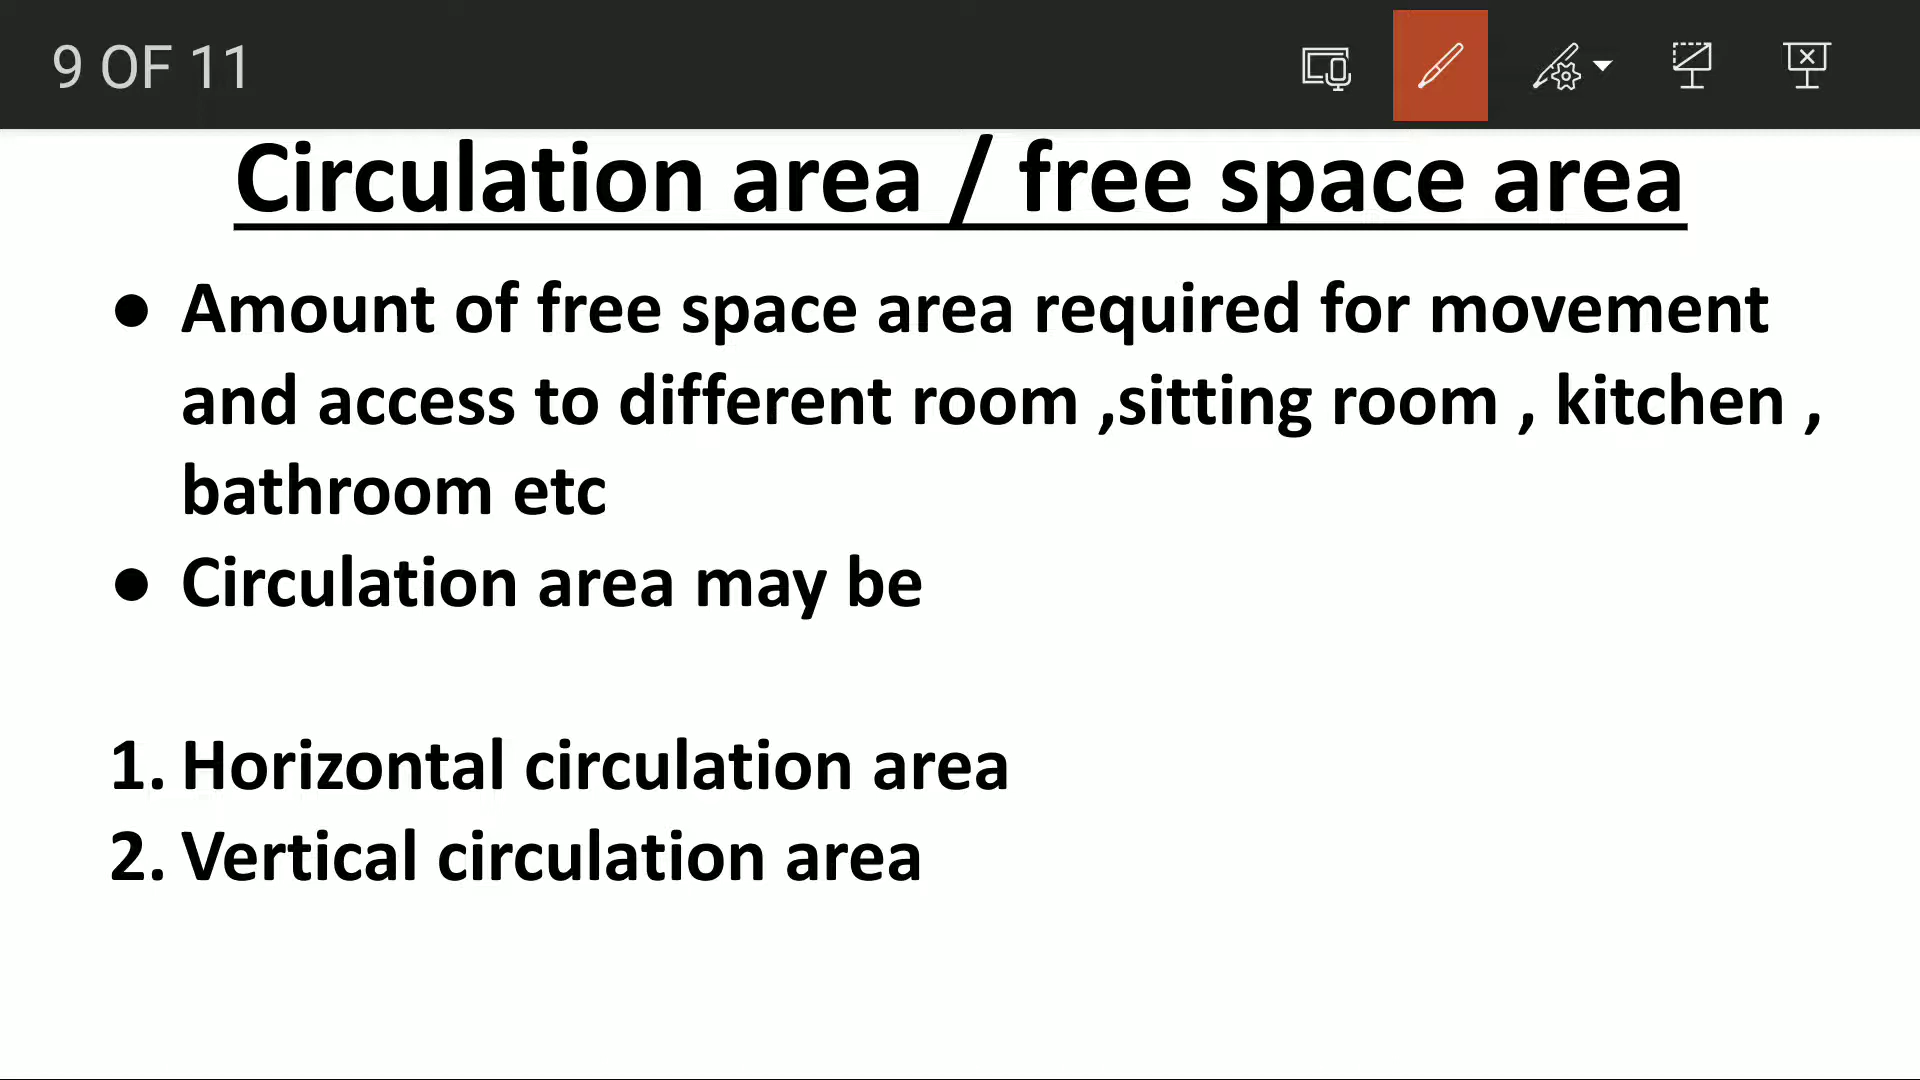 9 OF 11
Circulation area / free space area
● Amount of free space area required for movement
and access to different room ,sitting room , kitchen ,
bathroom etc
● Circulation area may be
1. Horizontal circulation area
2. Vertical circulation area